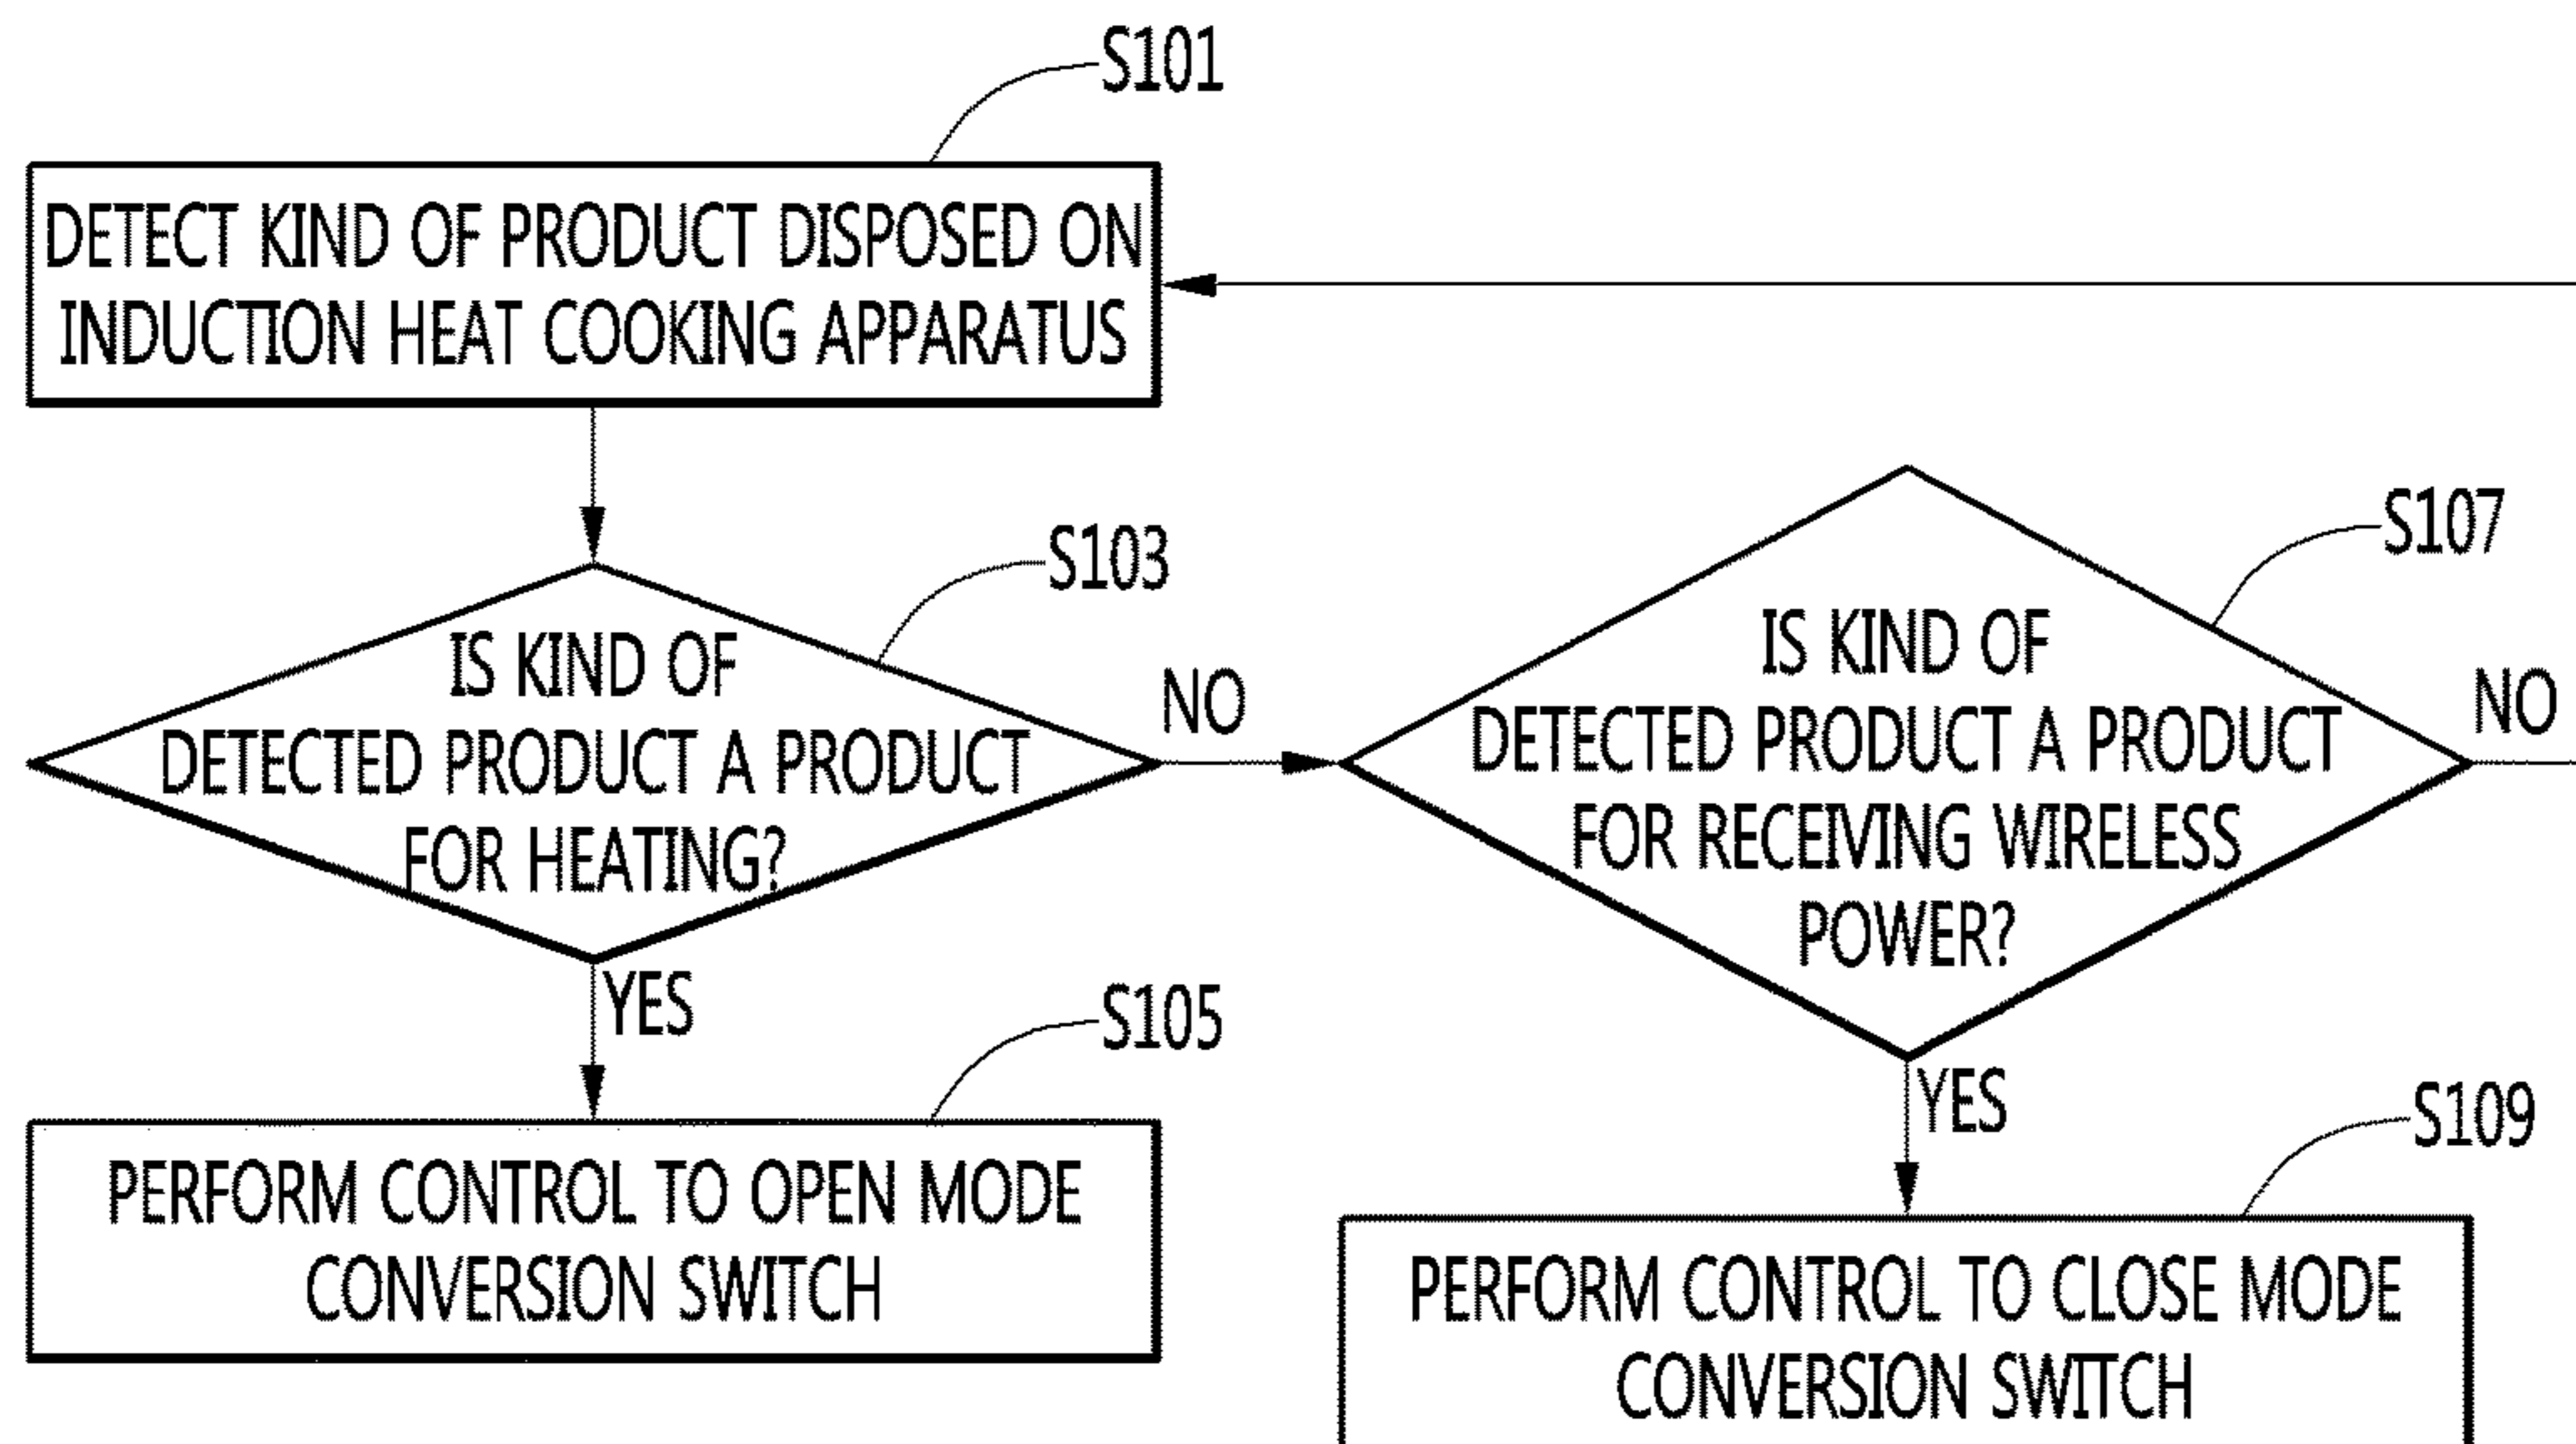 S101
DETECT KIND OF PRODUCT DISPOSED ON
INDUCTION HEAT COOKING APPARATUS
S103
IS KIND OF
DETECTED PRODUCT A PRODUCT
FOR HEATING?
NO
YES
S105
PERFORM CONTROL TO OPEN MODE
CONVERSION SWITCH
S107
IS KIND OF
DETECTED PRODUCT A PRODUCT
FOR RECEIVING WIRELESS
POWER?
NO
YES
S109
PERFORM CONTROL TO CLOSE MODE
CONVERSION SWITCH